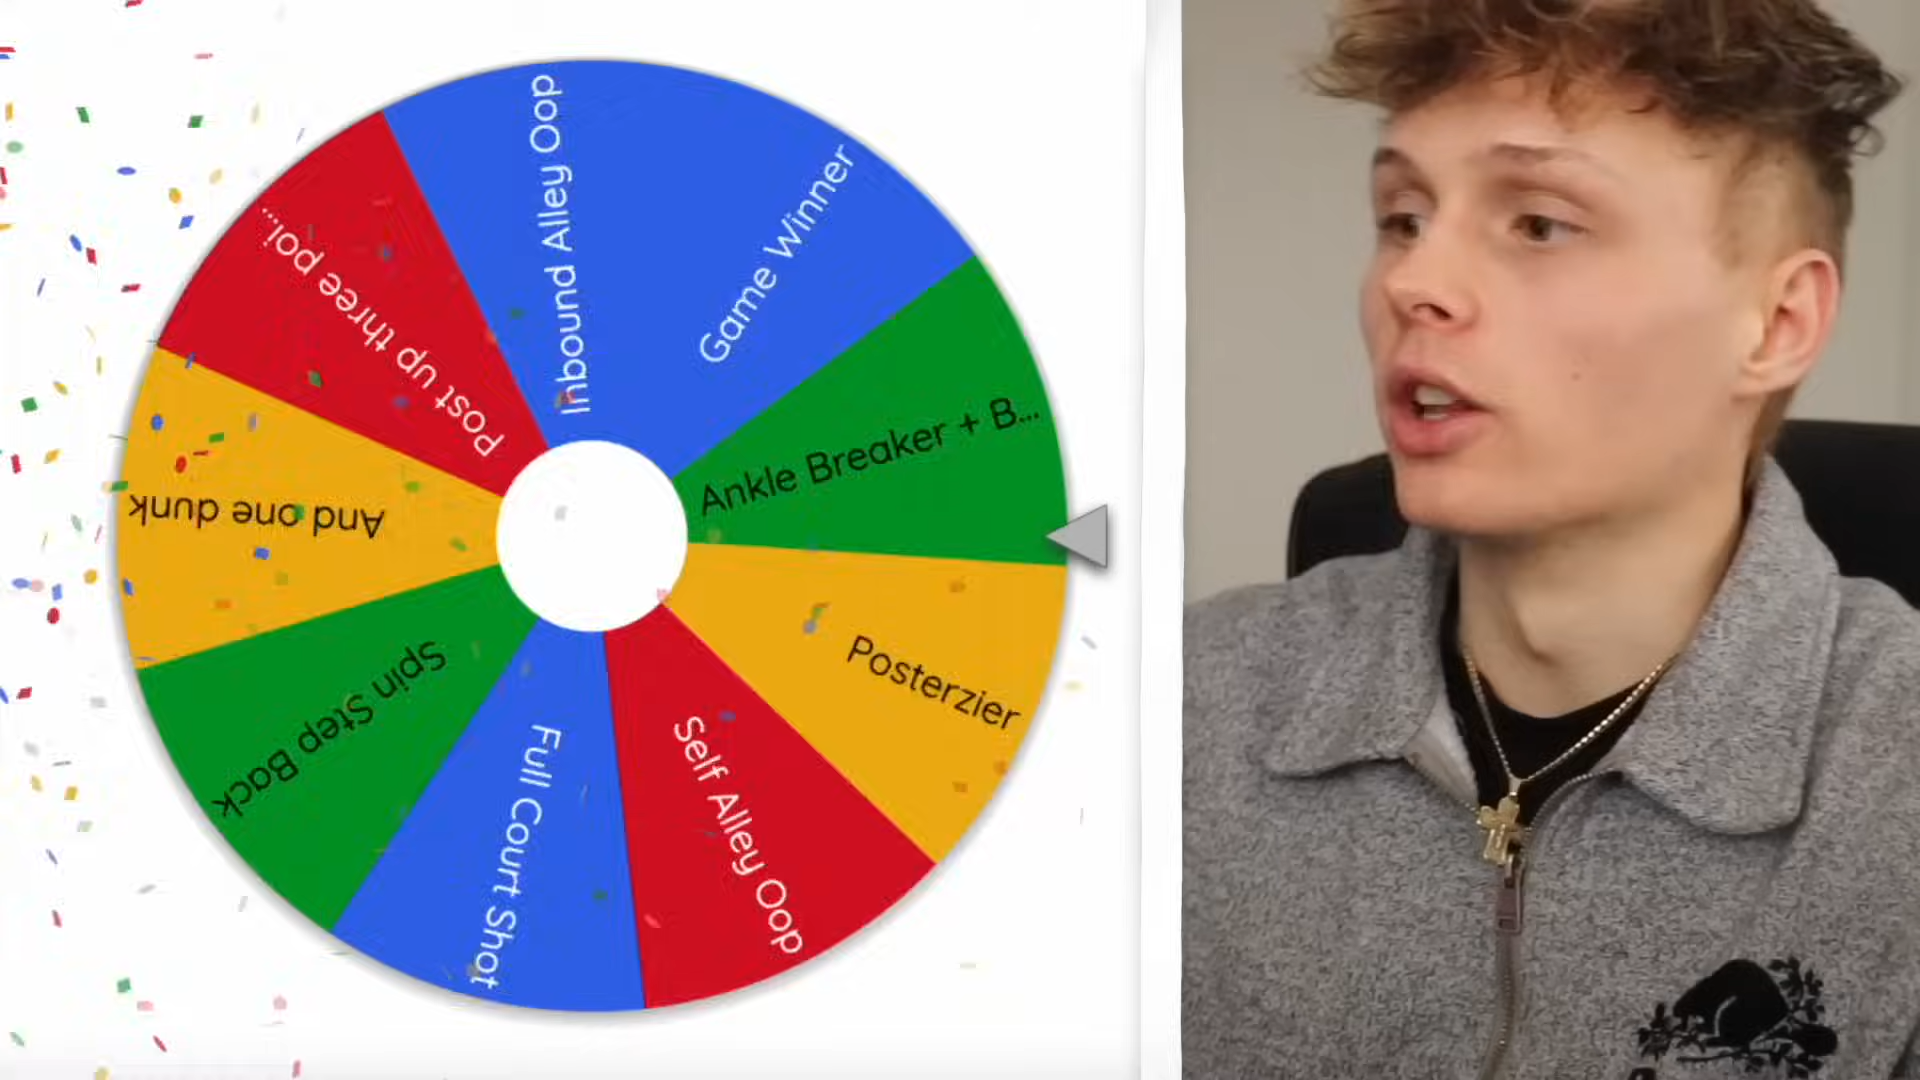 Inbound Alley Oop
Game Winner
Ankle Breaker + B...
Posterzier
Self Alley Oop
Full Court Shot
Spin Step Back
And one dunk
Post up three poi...